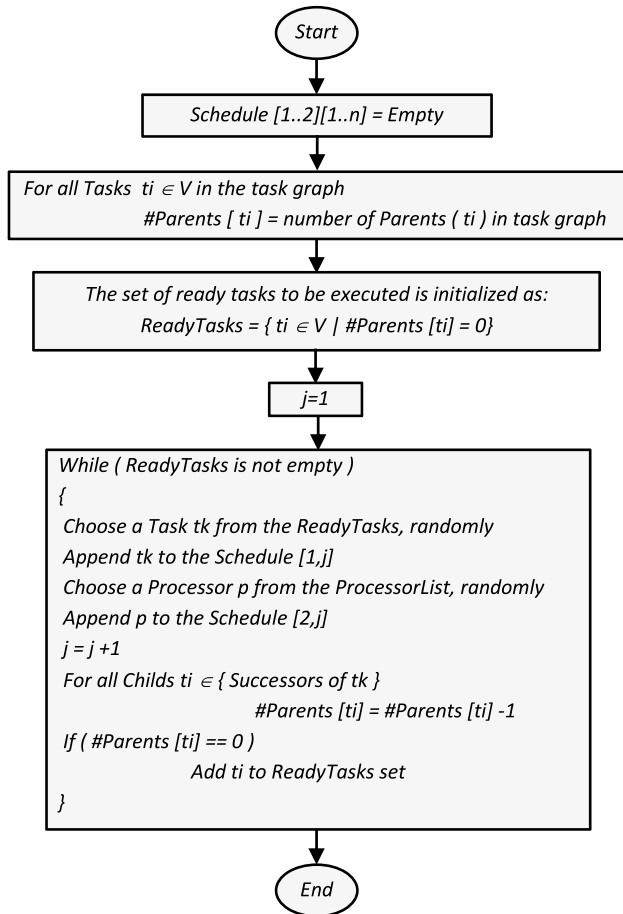 Start
Schedule [1..2][1..n] = Empty
For all Tasks ti ∈ V in the task graph
#Parents [ ti ] = number of Parents ( ti ) in task graph
The set of ready tasks to be executed is initialized as:
ReadyTasks = { ti ∈ V | #Parents [ti] = 0}
j=1
While ( ReadyTasks is not empty )
{
Choose a Task tk from the ReadyTasks, randomly
Append tk to the Schedule [1,j]
Choose a Processor p from the ProcessorList, randomly
Append p to the Schedule [2,j]
j = j +1
For all Childs ti ∈ { Successors of tk }
#Parents [ti] = #Parents [ti] -1
If ( #Parents [ti] == 0 )
Add ti to ReadyTasks set
}
End